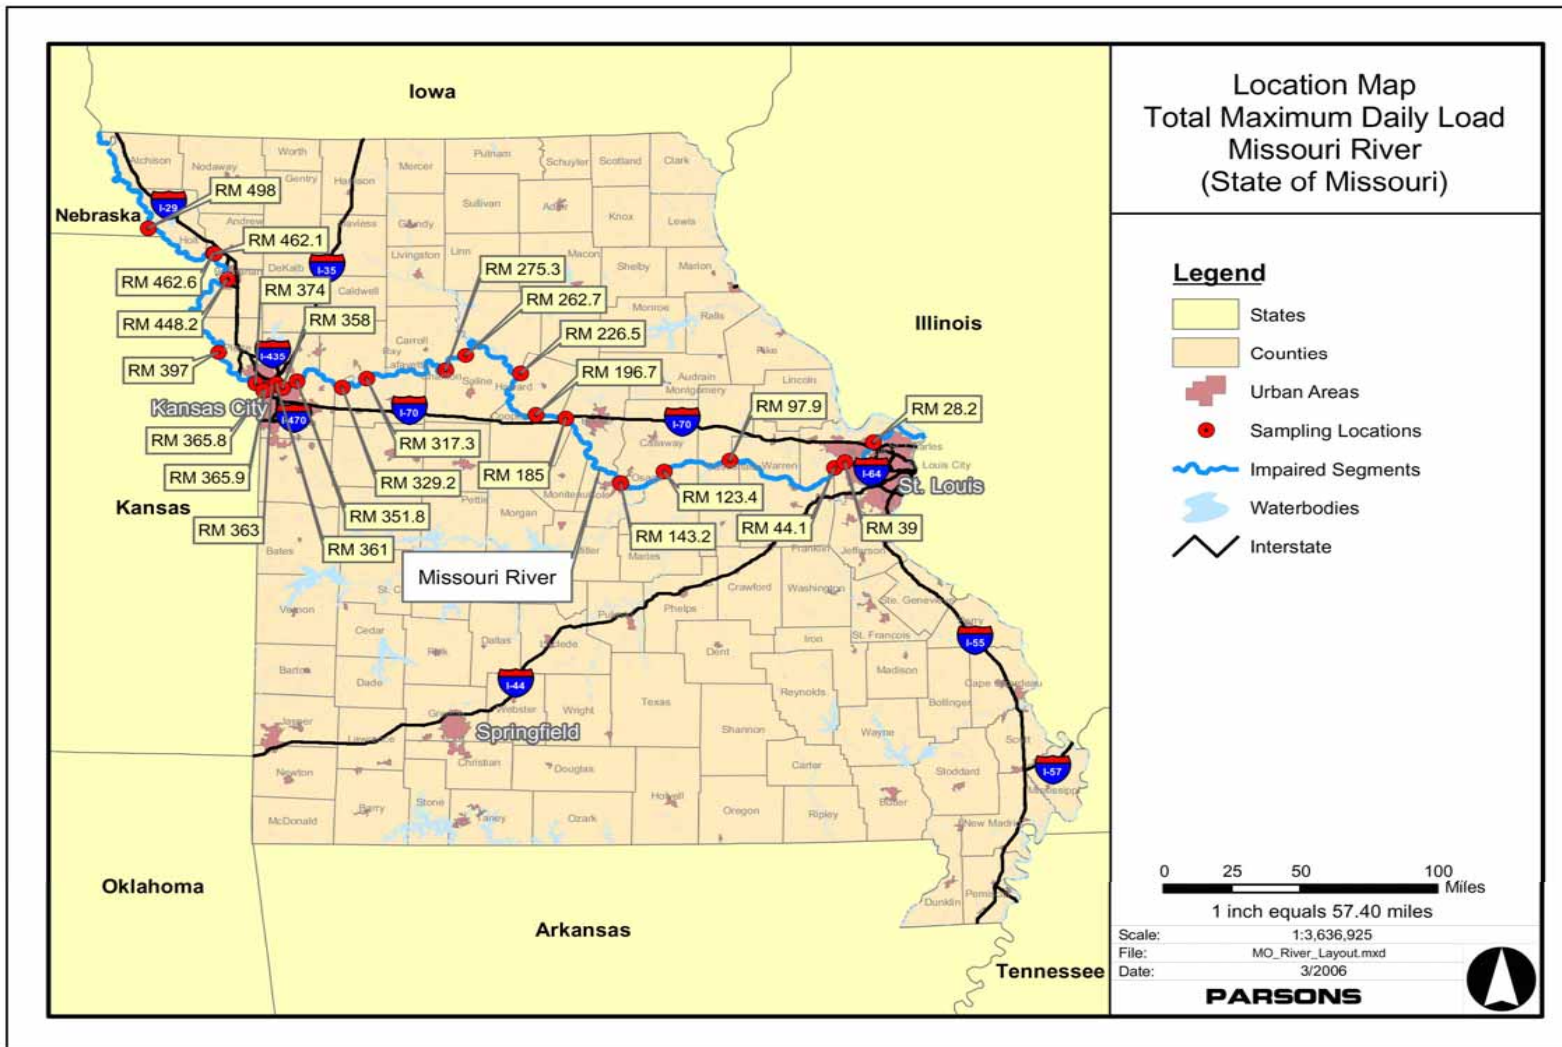 Location Map
Total Maximum Daily Load
Missouri River
(State of Missouri)
Legend
States
Counties
Urban Areas
Sampling Locations
Impaired Segments
Waterbodies
Interstate
0 25 50 100
Miles
1 inch equals 57.40 miles
Scale: 1:3,636,925
File: MO_River_Layout.mxd
Date: 3/2006
PARSONS
Iowa
Nebraska
Illinois
Kansas
Oklahoma
Arkansas
Tennessee
Kansas City
St. Louis
Springfield
Missouri River
RM 498
RM 462.1
RM 462.6
RM 448.2
RM 374
RM 358
RM 397
RM 365.8
RM 365.9
RM 363
RM 361
RM 351.8
RM 329.2
RM 317.3
RM 275.3
RM 262.7
RM 226.5
RM 196.7
RM 185
RM 143.2
RM 123.4
RM 97.9
RM 44.1
RM 39
RM 28.2
I-29
I-35
I-435
I-470
I-70
I-70
I-64
I-44
I-55
I-57
Atchison
Nodaway
Worth
Gentry
Harrison
Mercer
Putnam
Schuyler
Scotland
Clark
Sullivan
Adair
Knox
Lewis
Holt
Andrew
DeKalb
Grundy
Livingston
Linn
Macon
Shelby
Marion
Caldwell
Carroll
Ray
Monroe
Ralls
Pike
Saline
Audrain
Lincoln
Montgomery
Callaway
Warren
Pettis
Morgan
Miller
Maries
Franklin
Jefferson
Bates
Vernon
Crawford
Washington
Phelps
Ste. Genevieve
St. Francois
Cedar
Polk
Dallas
Laclede
Dent
Iron
Madison
Barton
Dade
Texas
Reynolds
Bollinger
Jasper
Webster
Wright
Shannon
Wayne
Scott
Newton
Christian
Douglas
Carter
Stoddard
Mississippi
McDonald
Barry
Stone
Taney
Ozark
Howell
Oregon
Ripley
Butler
New Madrid
Dunklin